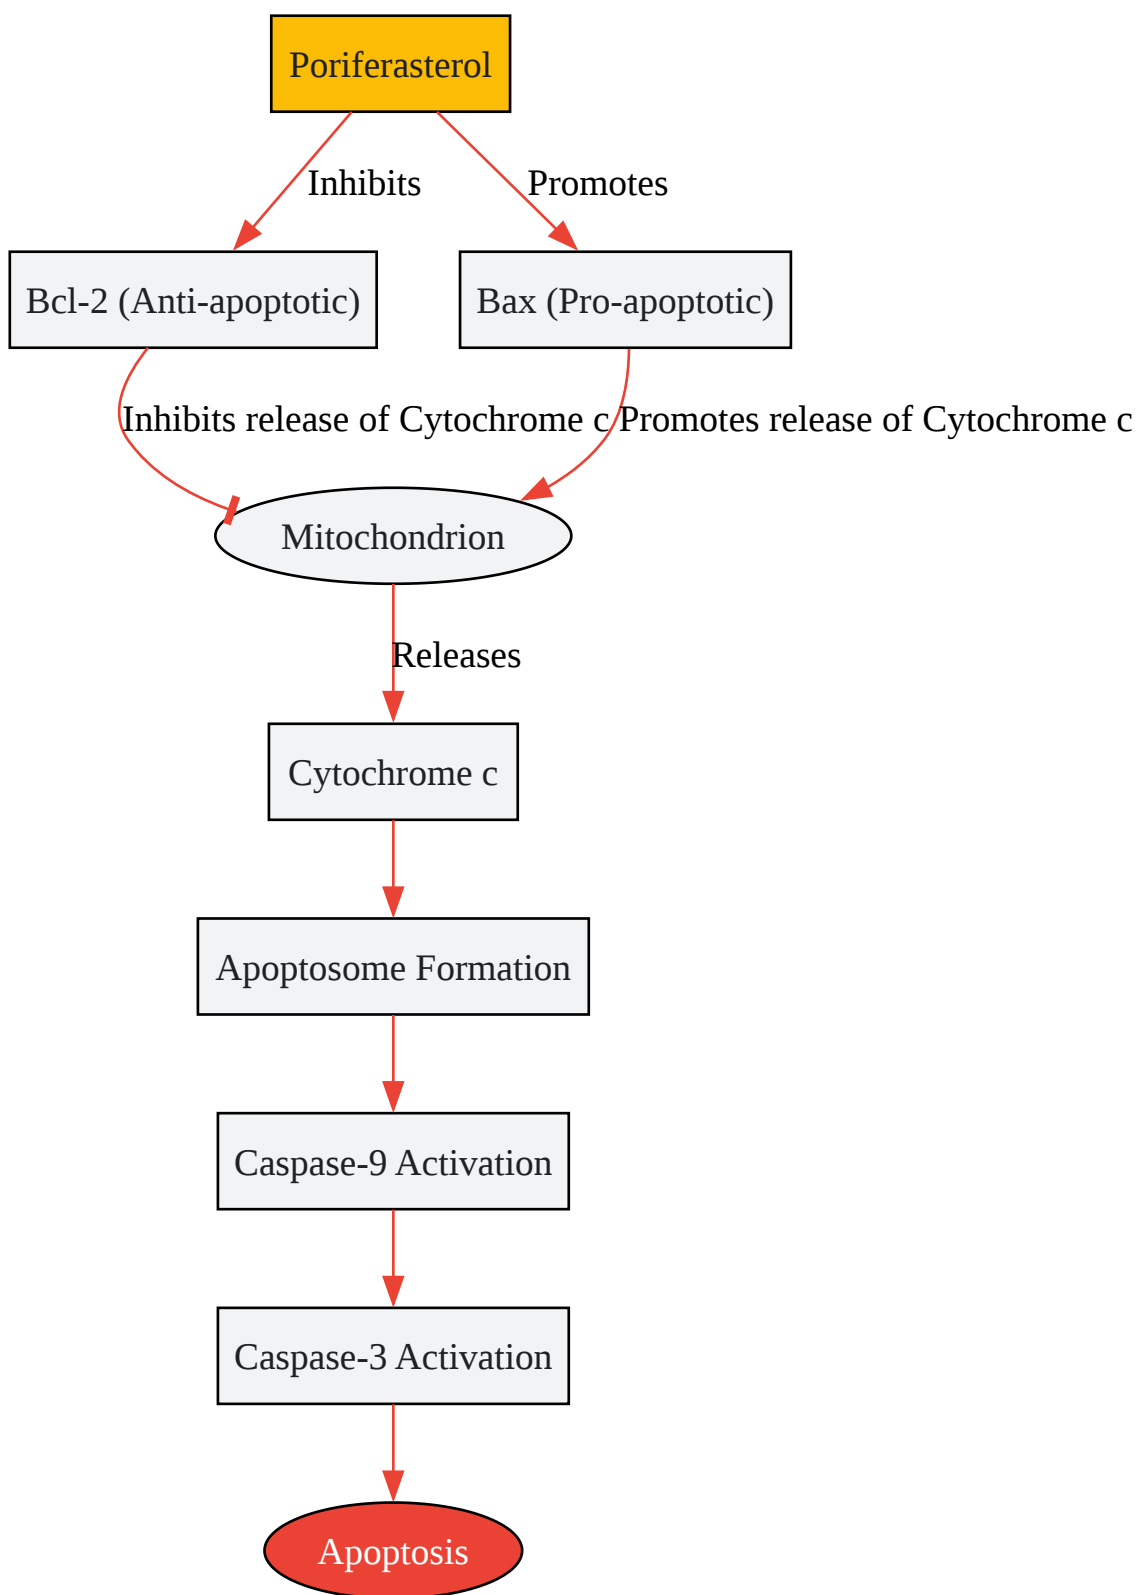 Poriferasterol
Inhibits
Promotes
Bcl-2 (Anti-apoptotic)
Bax (Pro-apoptotic)
Inhibits release of Cytochrome c
Promotes release of Cytochrome c
Mitochondrion
Releases
Cytochrome c
Apoptosome Formation
Caspase-9 Activation
Caspase-3 Activation
Apoptosis